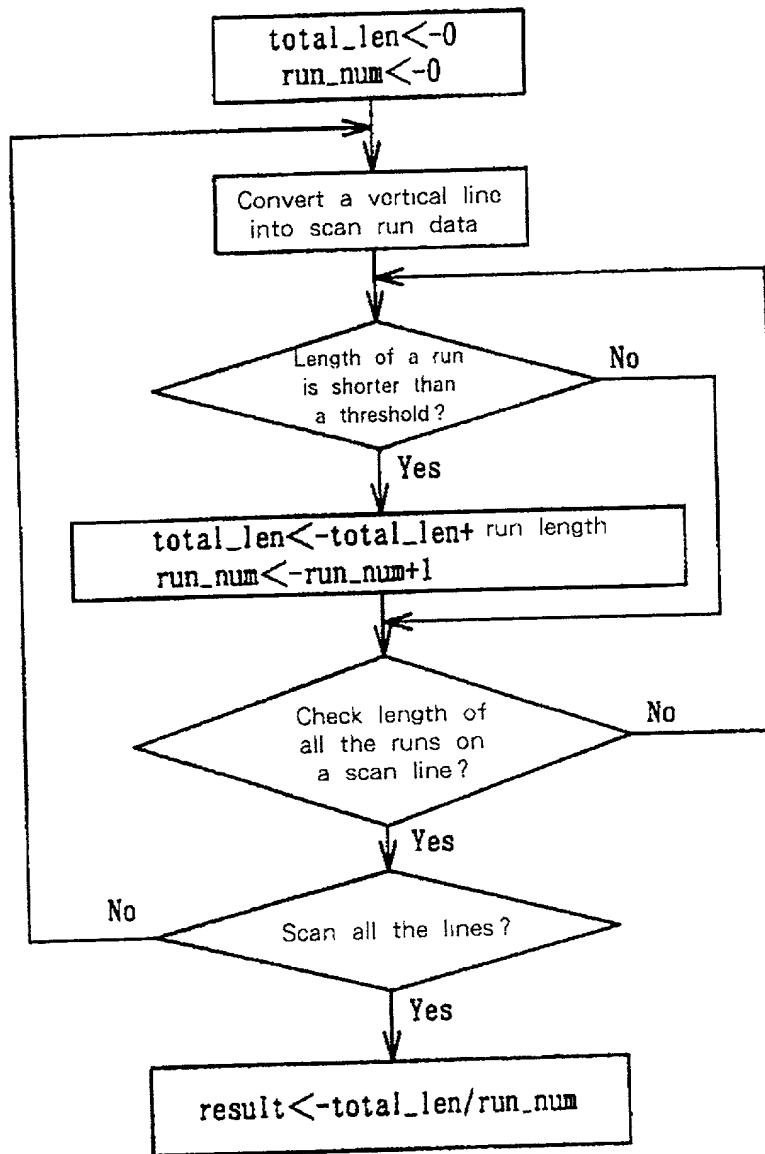 total_len<-0
run_num<-0
Convert a vertical line
into scan run data
Length of a run
is shorter than
a threshold?
No
Yes
total_len<-total_len+ run length
run_num<-run_num+1
Check length of
all the runs on
a scan line?
No
Yes
Scan all the lines?
No
Yes
result<-total_len/run_num